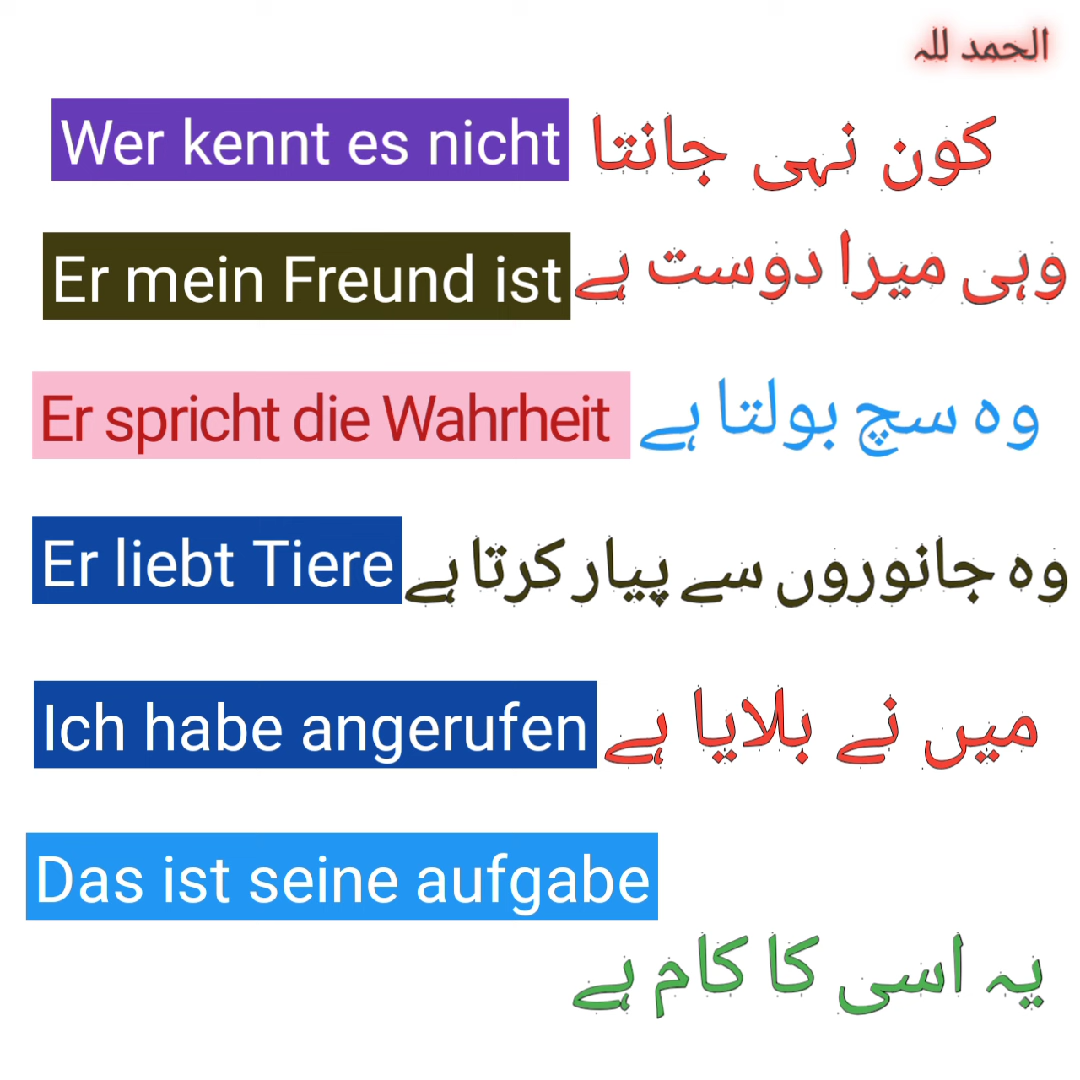 الحمد للہ
Wer kennt es nicht کون نہی جانتا
Er mein Freund ist وہی میرا دوست ہے
Er spricht die Wahrheit وہ سچ بولتا ہے
Er liebt Tiere وہ جانوروں سے پیار کرتا ہے
Ich habe angerufen میں نے بلایا ہے
Das ist seine aufgabe
یہ اسی کا کام ہے